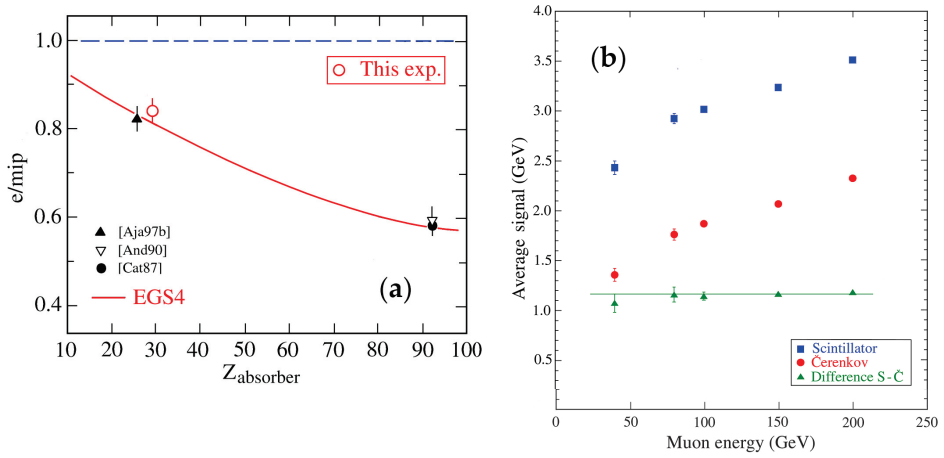 1.0
0.8
0.6
0.4
e/mip
This exp.
[Aja97b]
[And90]
[Cat87]
EGS4
(a)
10 20 30 40 50 60 70 80 90 100
Z absorber
(b)
4.0
3.5
3.0
2.5
2.0
1.5
1.0
0.5
Average signal (GeV)
Scintillator
Čerenkov
Difference S - Č
0 50 100 150 200 250
Muon energy (GeV)